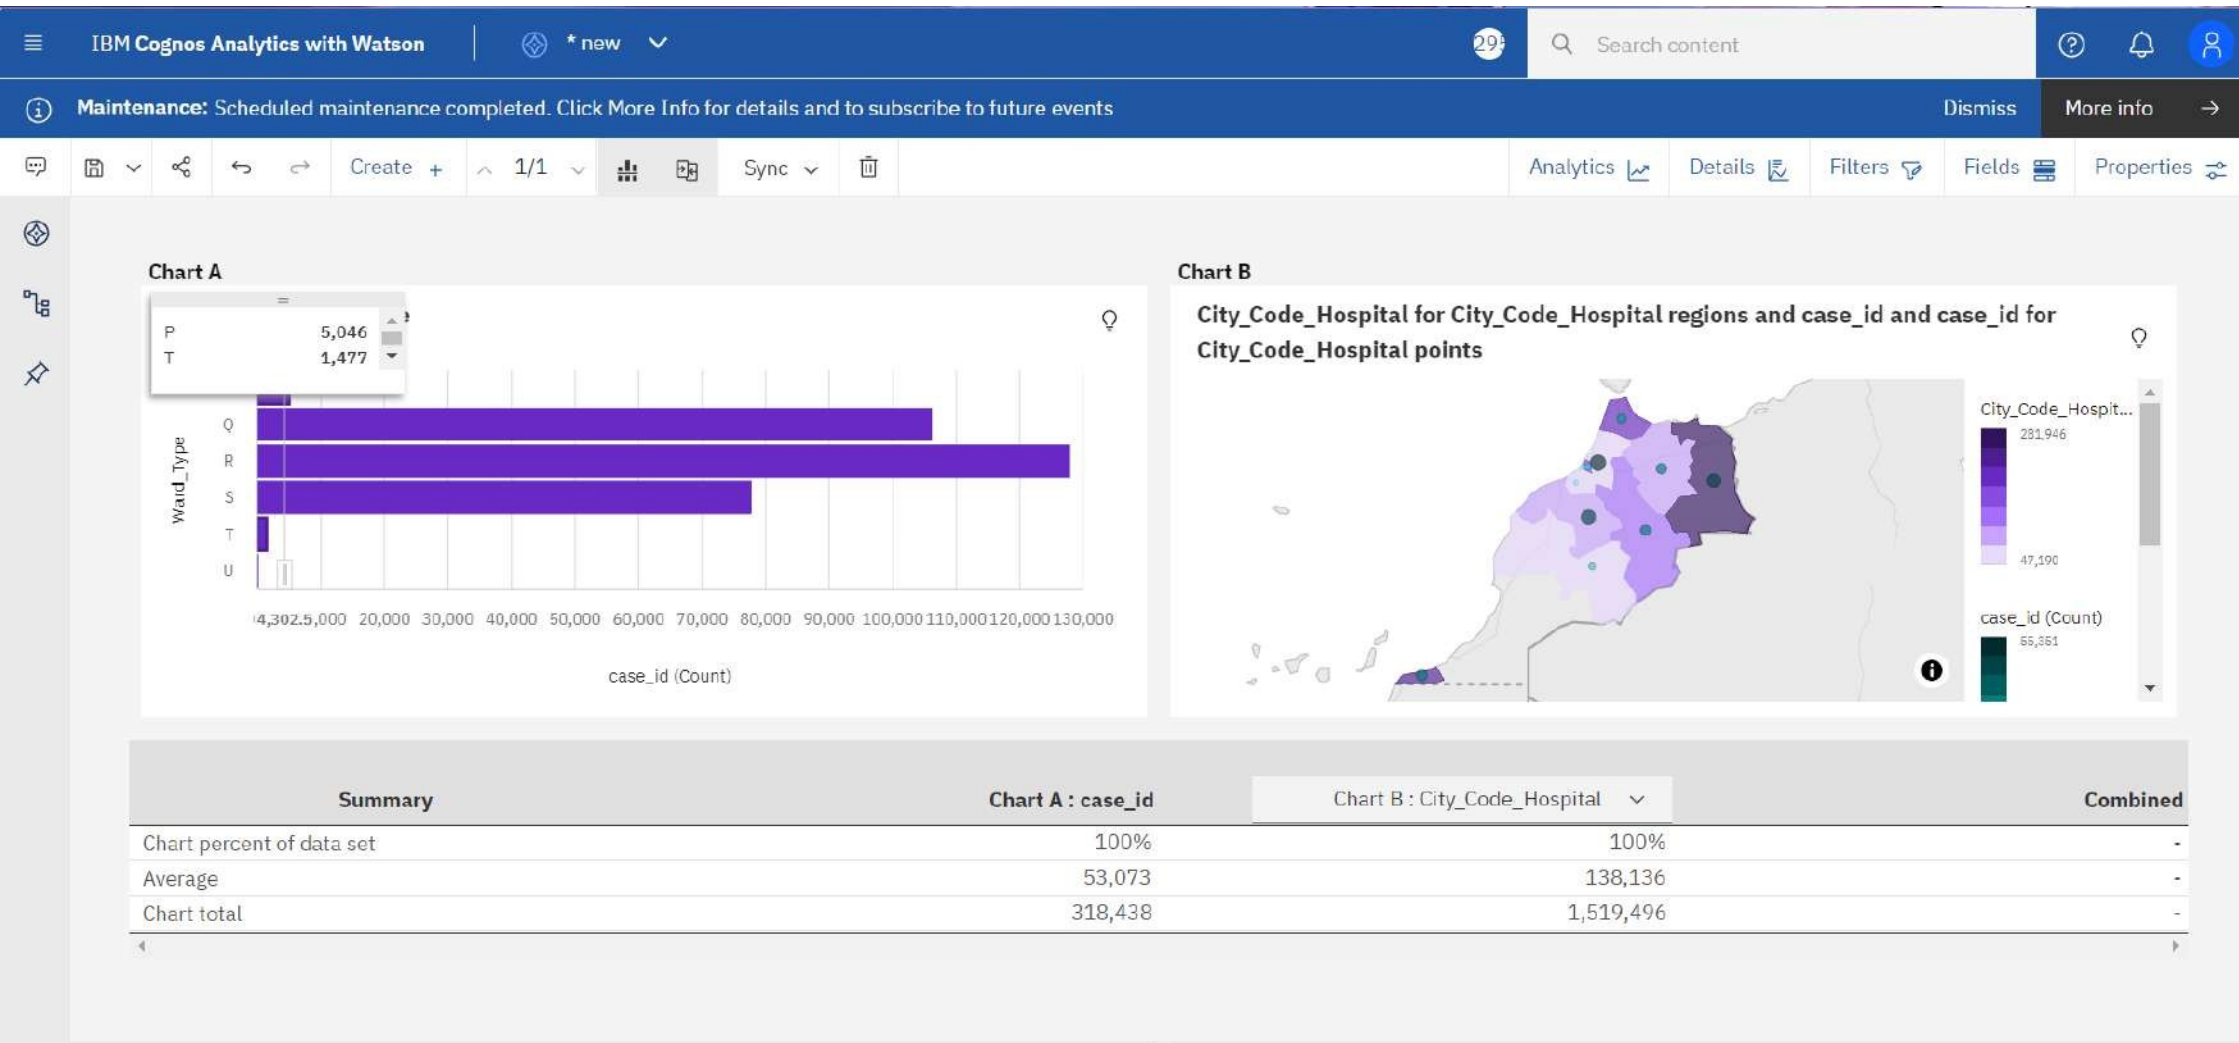 IBM Cognos Analytics with Watson
* new
295
Search content
Maintenance: Scheduled maintenance completed. Click More Info for details and to subscribe to future events
Dismiss
More info
Create +
1/1
Sync
Analytics
Details
Filters
Fields
Properties
Chart A
P 5,046
T 1,477
Ward_Type
Q
R
S
T
U
4,302.5,000 20,000 30,000 40,000 50,000 60,000 70,000 80,000 90,000 100,000 110,000 120,000 130,000
case_id (Count)
Chart B
City_Code_Hospital for City_Code_Hospital regions and case_id and case_id for
City_Code_Hospital points
City_Code_Hospit...
281,946
47,190
case_id (Count)
55,351
Summary Chart A : case_id Chart B : City_Code_Hospital Combined
Chart percent of data set 100% 100% -
Average 53,073 138,136 -
Chart total 318,438 1,519,496 -